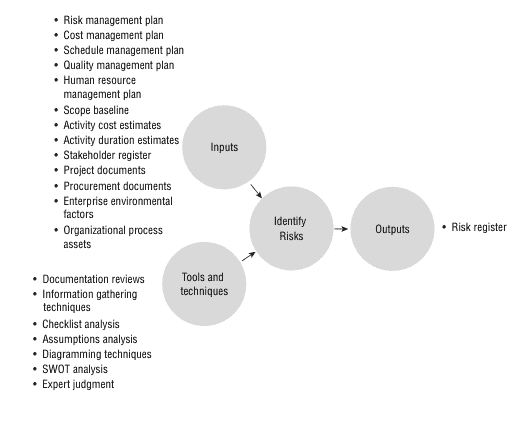 • Risk management plan
• Cost management plan
• Schedule management plan
• Quality management plan
• Human resource
management plan
• Scope baseline
• Activity cost estimates
• Activity duration estimates
• Stakeholder register
• Project documents
• Procurement documents
• Enterprise environmental
factors
• Organizational process
assets
Inputs
Identify
Risks
Outputs
• Risk register
Tools and
techniques
• Documentation reviews
• Information gathering
techniques
• Checklist analysis
• Assumptions analysis
• Diagramming techniques
• SWOT analysis
• Expert judgment